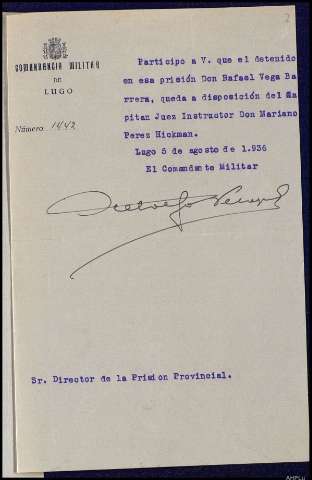 2
COMANDANCIA MILITAR
DE
LUGO
Número 1442
Participo a V. que el detenido
en esa prisión Don Rafael Vega Ba
rrera, queda a disposición del Ca
pitan Juez Instructor Don Mariano
Perez Hickman.
Lugo 5 de agosto de 1.936
El Comandante Militar
Sr. Director de la Prision Provincial.
AHPLu